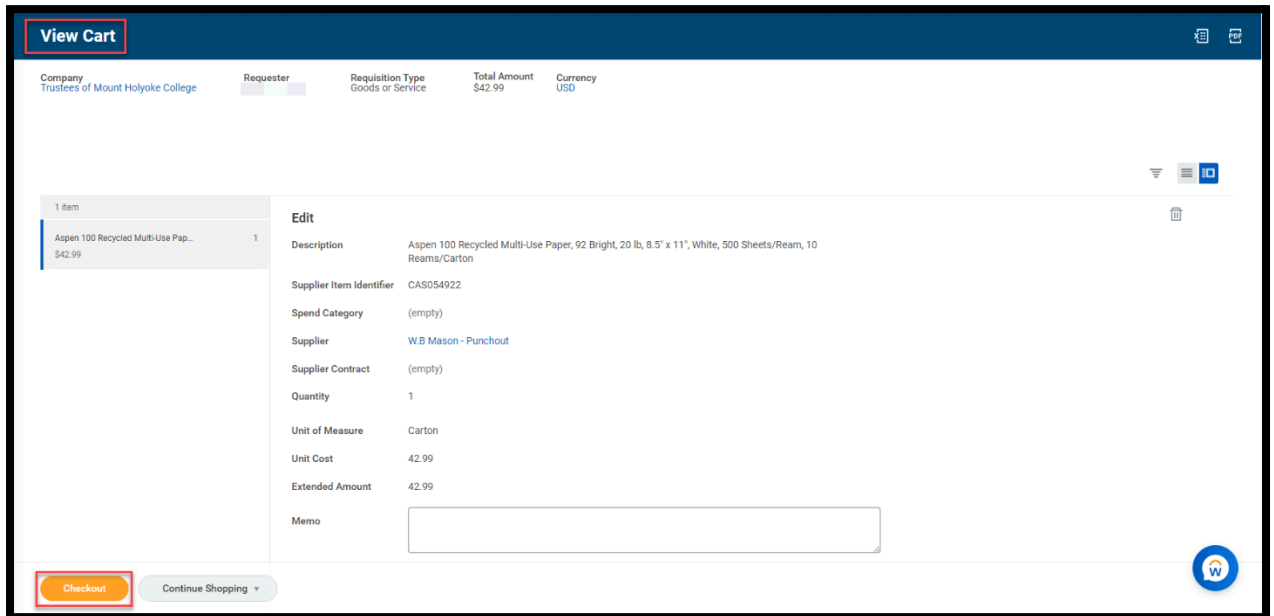 View Cart
PDF
Company Requester Requisition Type Total Amount Currency
Trustees of Mount Holyoke College Goods or Service $42.99 USD
1 item
Aspen 100 Recycled Multi-Use Pap... 1
$42.99
Edit
Description Aspen 100 Recycled Multi-Use Paper, 92 Bright, 20 lb, 8.5" x 11", White, 500 Sheets/Ream, 10
Reams/Carton
Supplier Item Identifier CAS054922
Spend Category (empty)
Supplier W.B Mason - Punchout
Supplier Contract (empty)
Quantity 1
Unit of Measure Carton
Unit Cost 42.99
Extended Amount 42.99
Memo
Checkout Continue Shopping
W